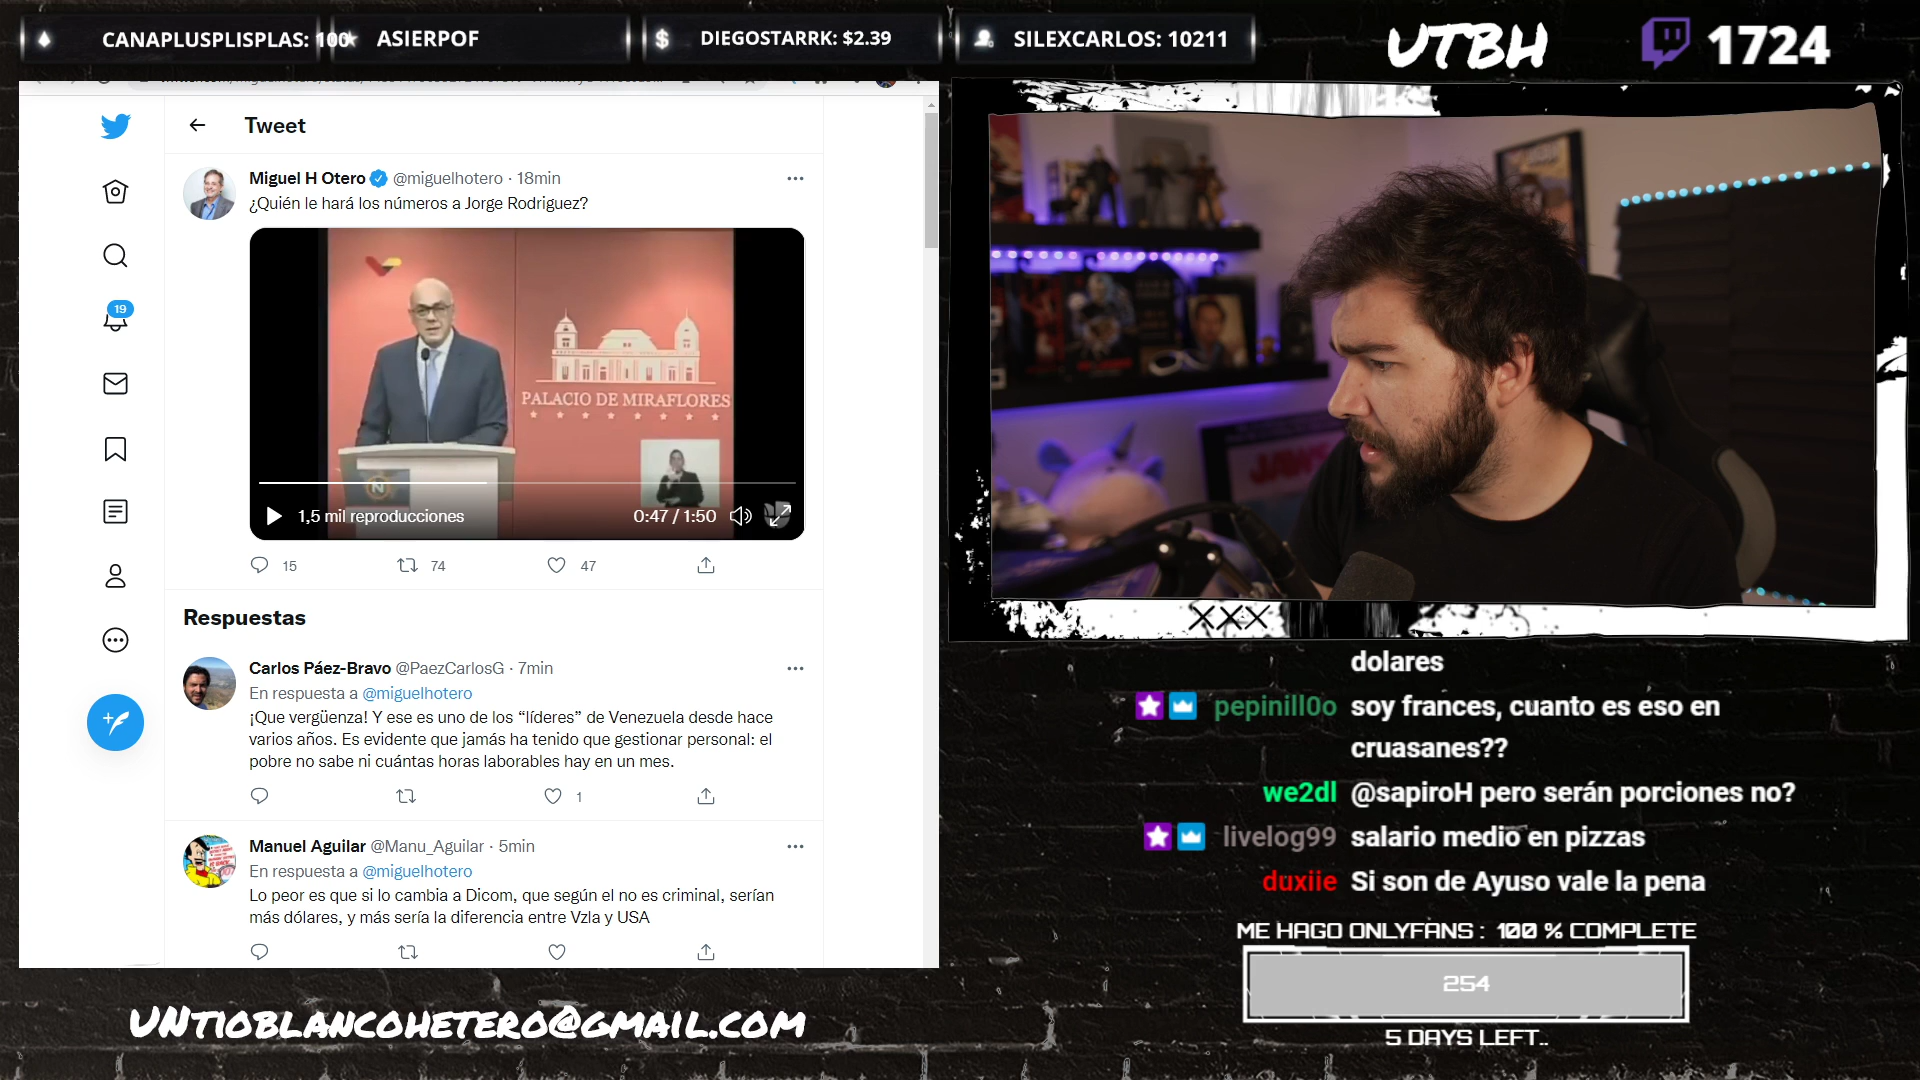 CANAPLUSPLISPLAS: 100
ASIERPOF
DIEGOSTARRK: $2.39
SILEXCARLOS: 10211
UTBH
1724
Tweet
Miguel H Otero @miguelhotero · 18min
¿Quién le hará los números a Jorge Rodriguez?
PALACIO DE MIRAFLORES
N
1,5 mil reproducciones
0:47 / 1:50
15
74
47
19
Respuestas
Carlos Páez-Bravo @PaezCarlosG · 7min
En respuesta a @miguelhotero
¡Que vergüenza! Y ese es uno de los “líderes” de Venezuela desde hace
varios años. Es evidente que jamás ha tenido que gestionar personal: el
pobre no sabe ni cuántas horas laborables hay en un mes.
1
Manuel Aguilar @Manu_Aguilar · 5min
En respuesta a @miguelhotero
Lo peor es que si lo cambia a Dicom, que según el no es criminal, serían
más dólares, y más sería la diferencia entre Vzla y USA
UNTIOBLANCOHETERO@GMAIL.COM
JAWS
XXX
dolares
pepinill0o soy frances, cuanto es eso en
cruasanes??
we2dl @sapiroH pero serán porciones no?
livelog99 salario medio en pizzas
duxiie Si son de Ayuso vale la pena
ME HAGO ONLYFANS : 100 % COMPLETE
254
5 DAYS LEFT..